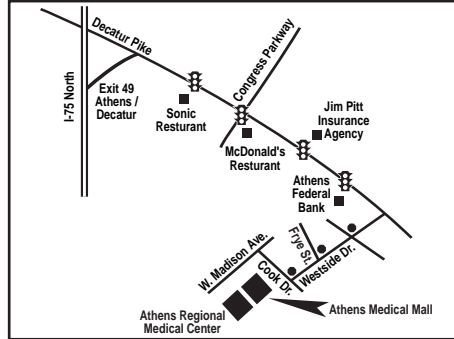 Decatur Pike
I-75 North
Exit 49
Athens /
Decatur
Sonic
Resturant
Congress Parkway
McDonald's
Resturant
Jim Pitt
Insurance
Agency
Athens
Federal
Bank
W. Madison Ave.
Frye St.
Cook Dr.
Westside Dr.
Athens Regional
Medical Center
Athens Medical Mall